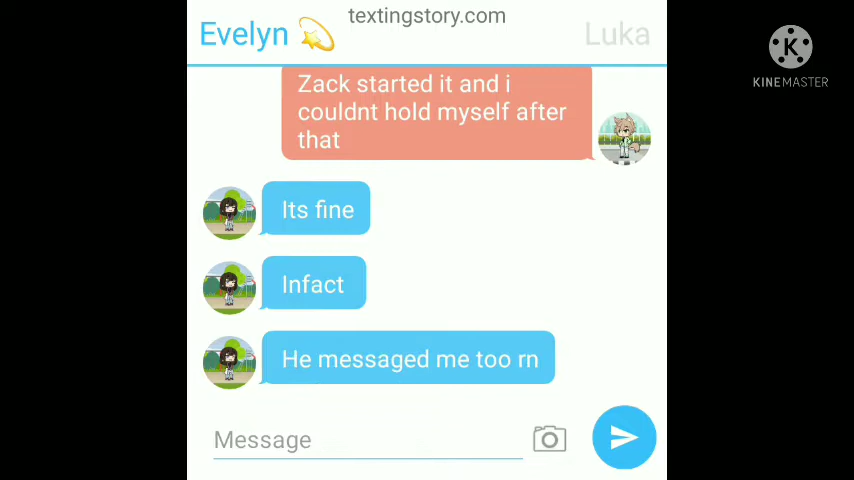 textingstory.com
Evelyn 💫
Luka
K
KINEMASTER
Zack started it and i
couldnt hold myself after
that
Its fine
Infact
He messaged me too rn
Message